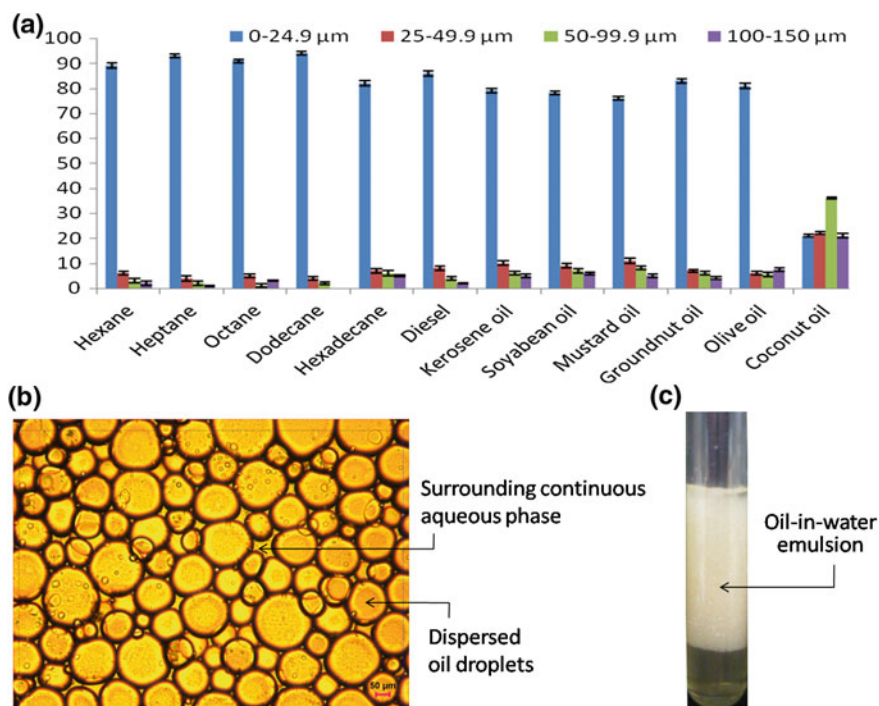 (a)
0-24.9 µm 25-49.9 µm 50-99.9 µm 100-150 µm
100
90
80
70
60
50
40
30
20
10
0
Hexane
Heptane
Octane
Dodecane
Hexadecane
Diesel
Kerosene oil
Soyabean oil
Mustard oil
Groundnut oil
Olive oil
Coconut oil
(b)
(c)
Surrounding continuous
aqueous phase
Dispersed
oil droplets
50 µm
Oil-in-water
emulsion